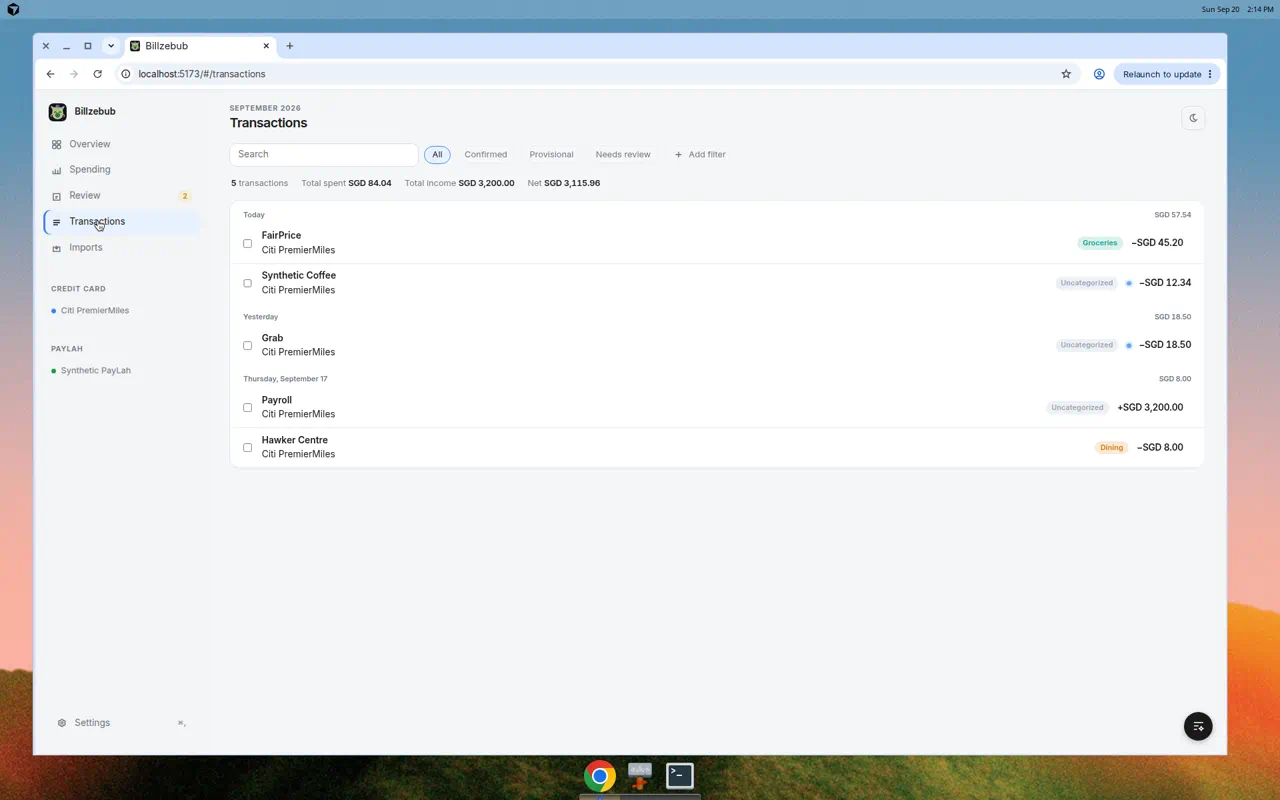 Sun Sep 20 2:14 PM
Billzebub
localhost:5173/#/transactions
Relaunch to update
Billzebub
Overview
Spending
Review 2
Transactions
Imports
CREDIT CARD
Citi PremierMiles
PAYLAH
Synthetic PayLah
Settings ⌘,
SEPTEMBER 2026
Transactions
Search
All Confirmed Provisional Needs review + Add filter
5 transactions Total spent SGD 84.04 Total income SGD 3,200.00 Net SGD 3,115.96
Today SGD 57.54
FairPrice
Citi PremierMiles
Groceries −SGD 45.20
Synthetic Coffee
Citi PremierMiles
Uncategorized −SGD 12.34
Yesterday SGD 18.50
Grab
Citi PremierMiles
Uncategorized −SGD 18.50
Thursday, September 17 SGD 8.00
Payroll
Citi PremierMiles
Uncategorized +SGD 3,200.00
Hawker Centre
Citi PremierMiles
Dining −SGD 8.00